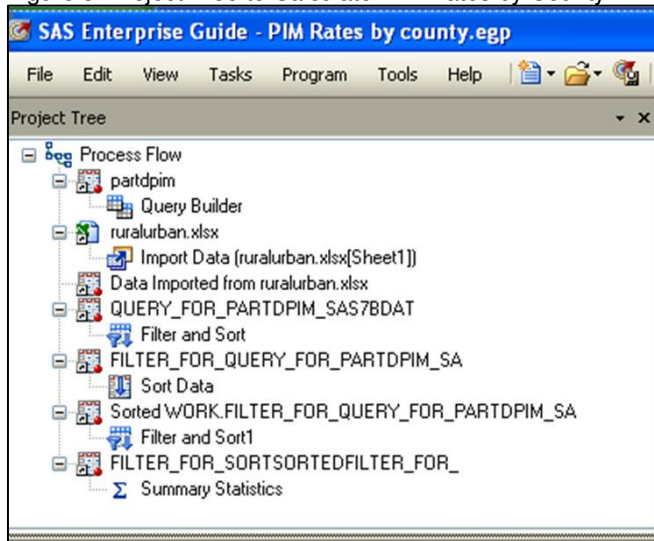 SAS Enterprise Guide - PIM Rates by county.egp
File Edit View Tasks Program Tools Help
Project Tree
Process Flow
partdpim
Query Builder
ruralurban.xlsx
Import Data (ruralurban.xlsx[Sheet1])
Data Imported from ruralurban.xlsx
QUERY_FOR_PARTDPIM_SAS7BDAT
Filter and Sort
FILTER_FOR_QUERY_FOR_PARTDPIM_SA
Sort Data
Sorted WORK.FILTER_FOR_QUERY_FOR_PARTDPIM_SA
Filter and Sort1
FILTER_FOR_SORTSORTEDFILTER_FOR_
Summary Statistics